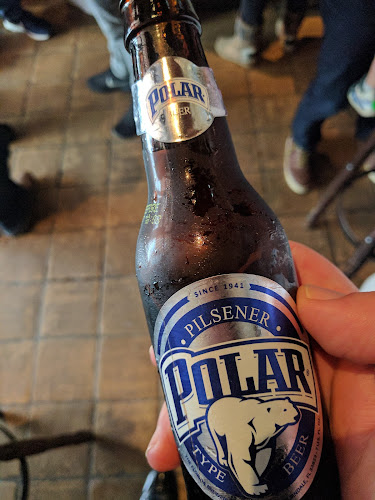 POLAR
BEER
SINCE 1941
PILSENER
POLAR
TYPE BEER